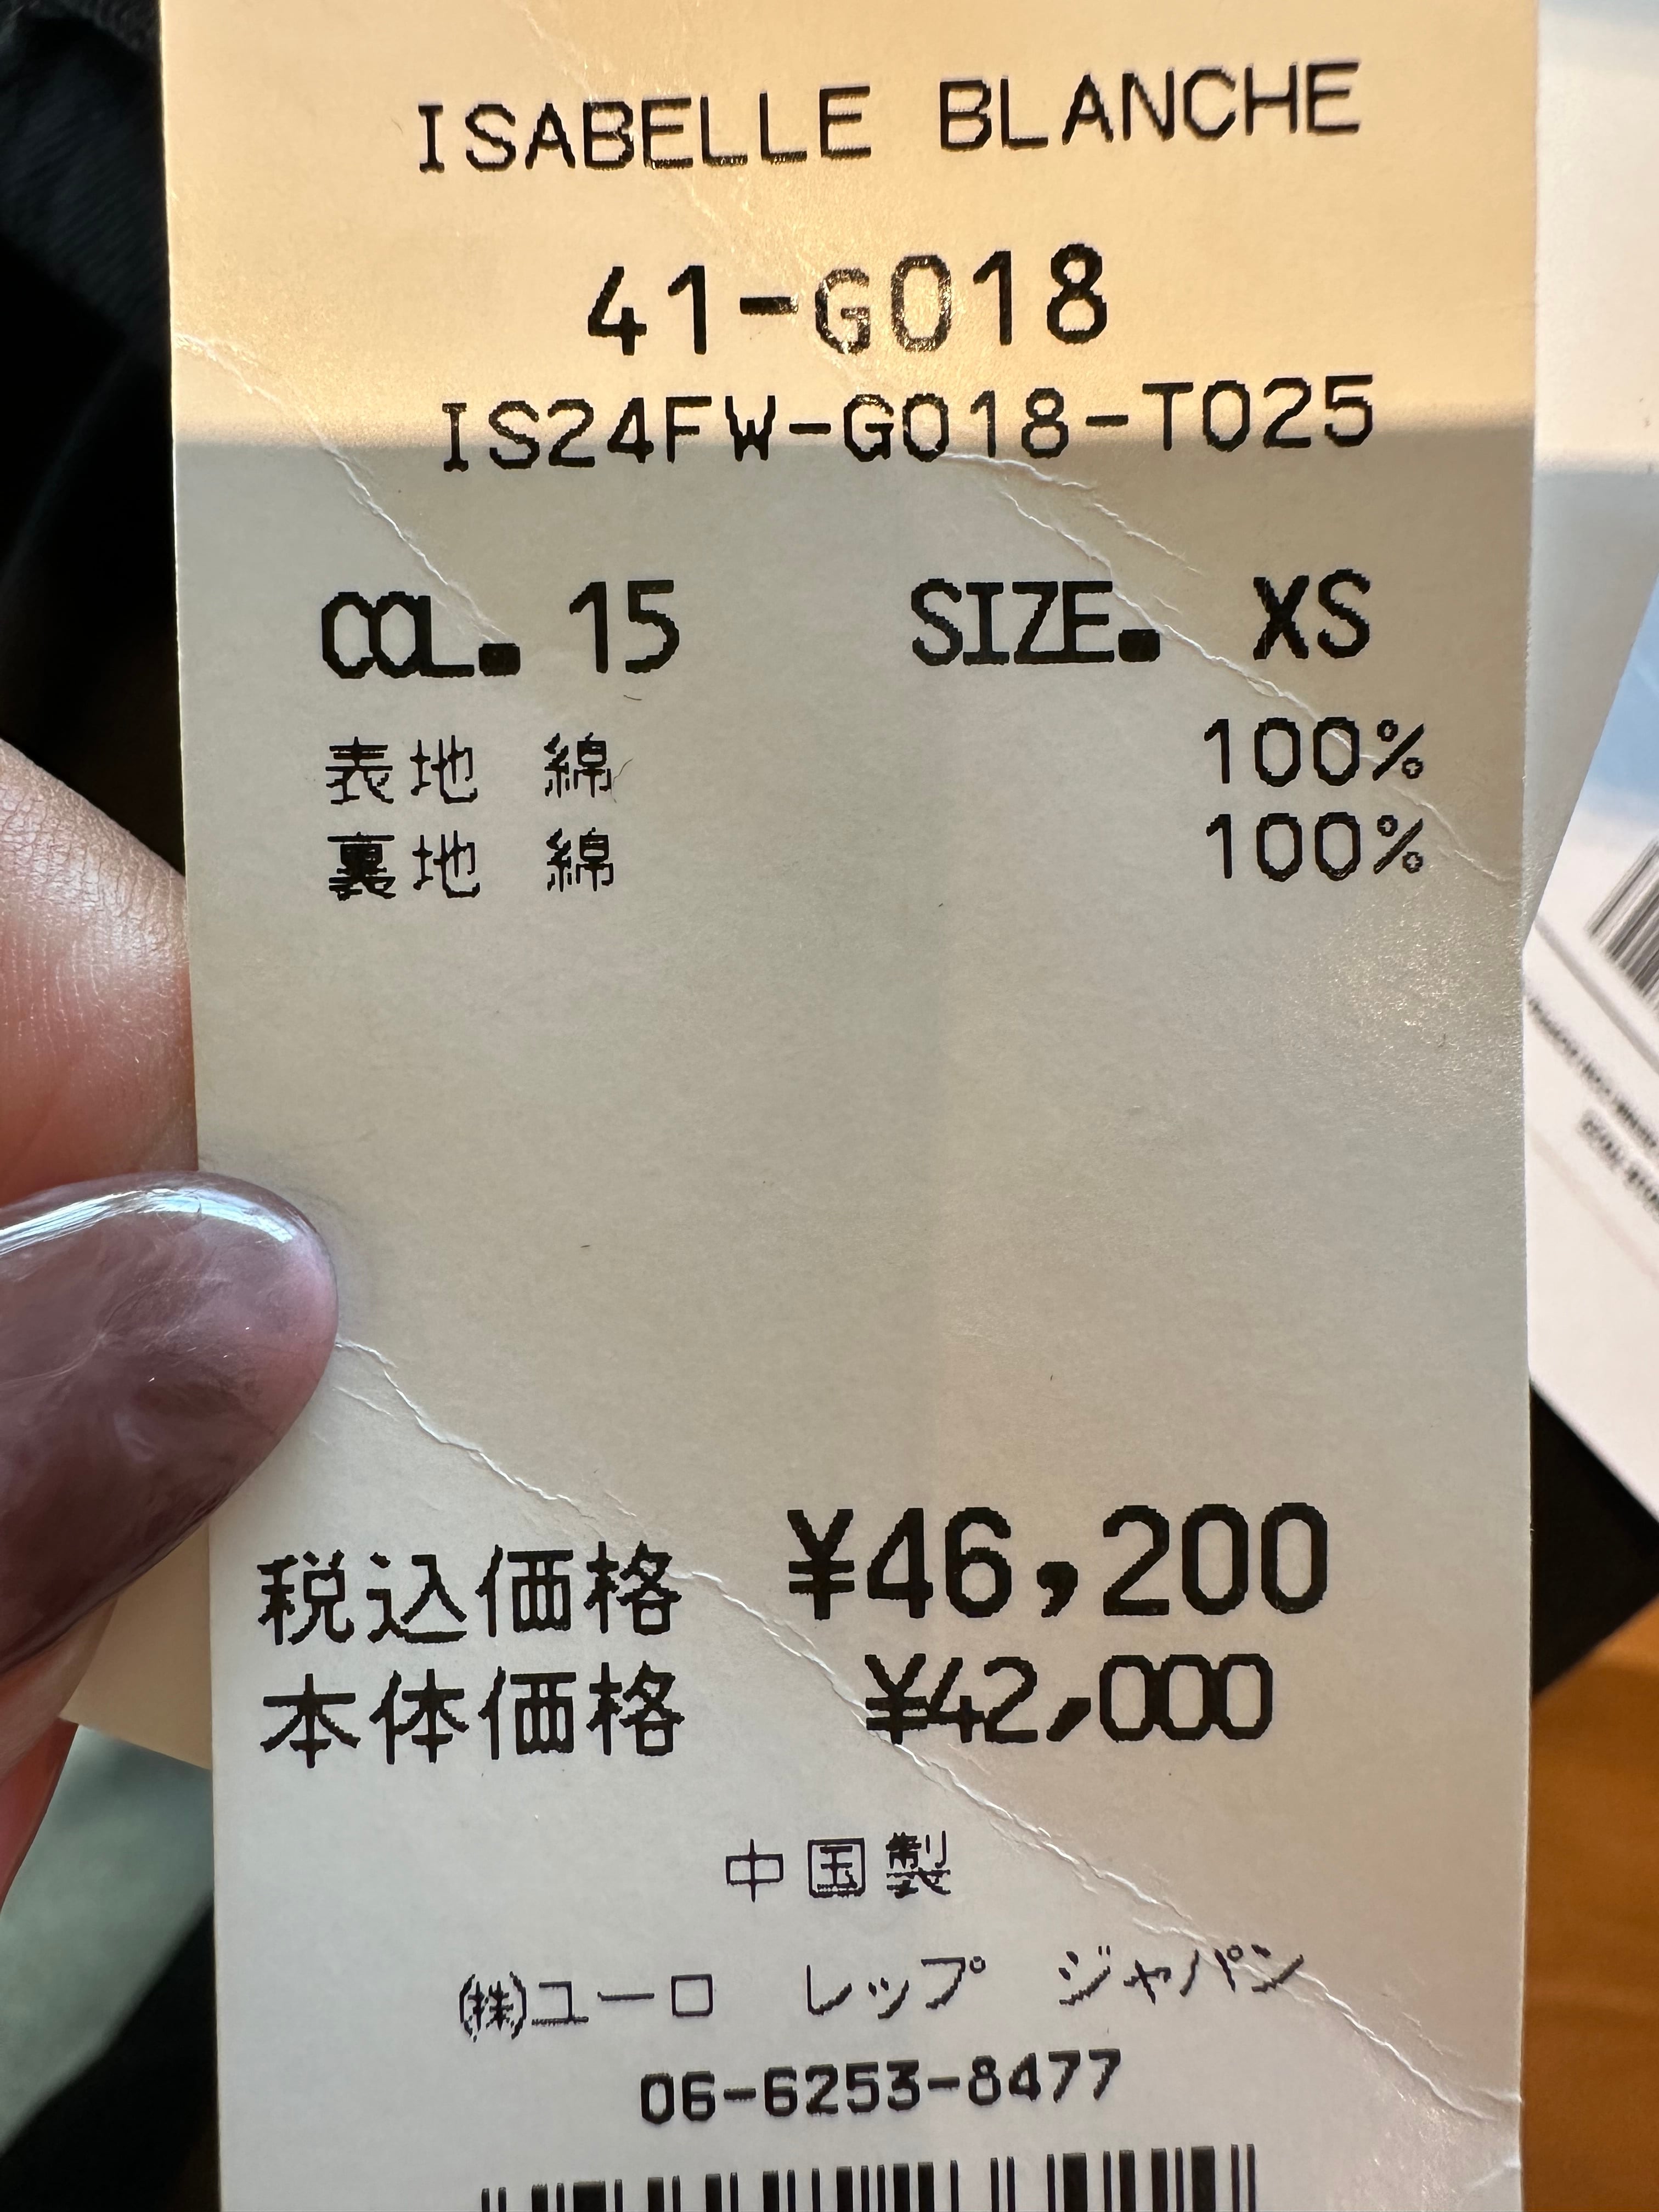 ISABELLE BLANCHE
41-G018
IS24FW-G018-T025
COL. 15 SIZE. XS
表地 綿 100%
裏地 綿 100%
税込価格 ¥46,200
本体価格 ¥42,000
中国製
㈱ユーロ レップ ジャパン
06-6253-8477